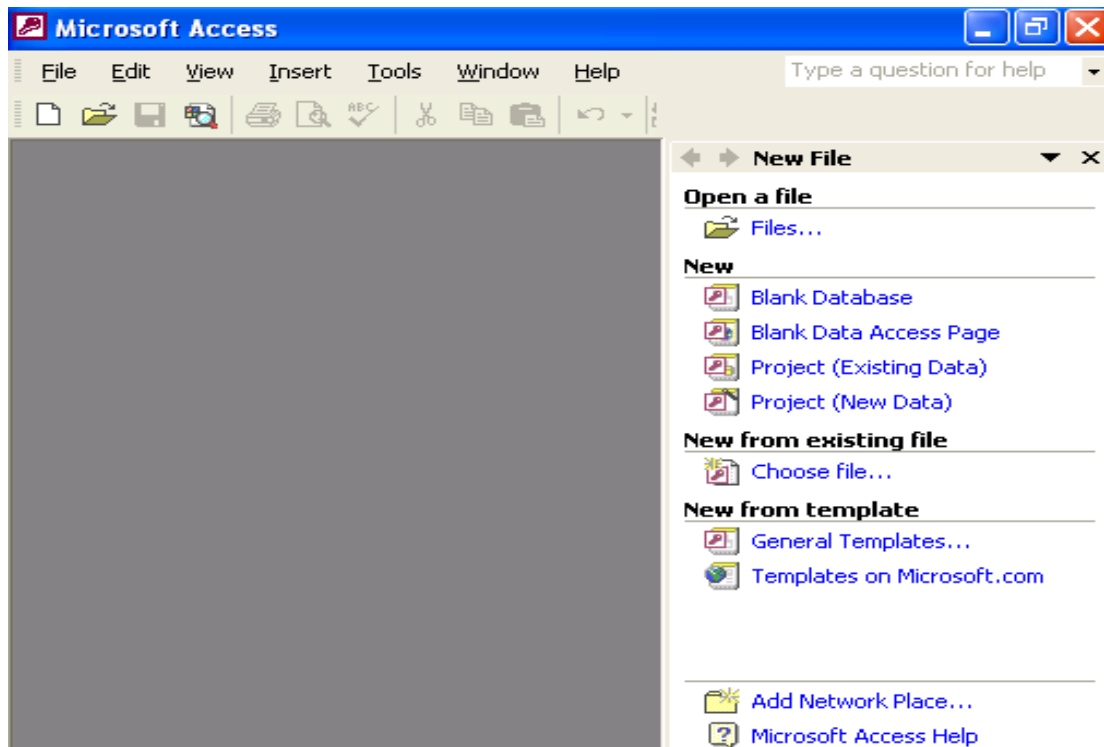 Microsoft Access
File Edit View Insert Tools Window Help Type a question for help
ABC
New File
Open a file
Files...
New
Blank Database
Blank Data Access Page
Project (Existing Data)
Project (New Data)
New from existing file
Choose file...
New from template
General Templates...
Templates on Microsoft.com
Add Network Place...
Microsoft Access Help